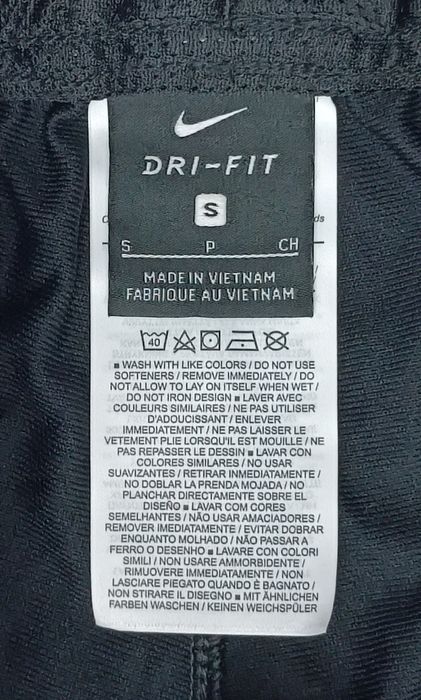 DRI-FIT
S
S P CH
MADE IN VIETNAM
FABRIQUE AU VIETNAM
40
■ WASH WITH LIKE COLORS / DO NOT USE
SOFTENERS / REMOVE IMMEDIATELY / DO
NOT ALLOW TO LAY ON ITSELF WHEN WET /
DO NOT IRON DESIGN ■ LAVER AVEC
COULEURS SIMILAIRES / NE PAS UTILISER
D'ADOUCISSANT / ENLEVER
IMMEDIATEMENT / NE PAS LAISSER LE
VETEMENT PLIE LORSQU'IL EST MOUILLE / NE
PAS REPASSER LE DESSIN ■ LAVAR CON
COLORES SIMILARES / NO USAR
SUAVIZANTES / RETIRAR INMEDIATAMENTE /
NO DOBLAR LA PRENDA MOJADA / NO
PLANCHAR DIRECTAMENTE SOBRE EL
DISEÑO ■ LAVAR COM CORES
SEMELHANTES / NÃO USAR AMACIADORES /
REMOVER IMEDIATAMENTE / EVITAR DOBRAR
ENQUANTO MOLHADO / NÃO PASSAR A
FERRO O DESENHO ■ LAVARE CON COLORI
SIMILI / NON USARE AMMORBIDENTE /
RIMUOVERE IMMEDIATAMENTE / NON
LASCIARE PIEGATO QUANDO È BAGNATO /
NON STIRARE IL DISEGNO ■ MIT ÄHNLICHEN
FARBEN WASCHEN / KEINEN WEICHSPÜLER